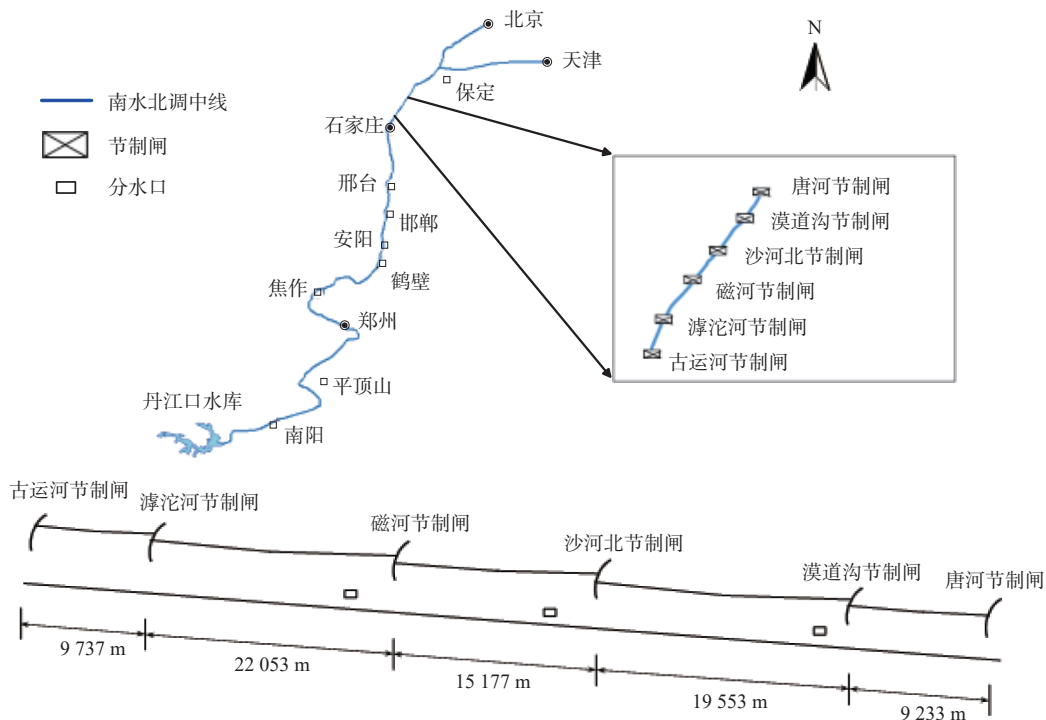 北京
天津
保定
石家庄
邢台
邯郸
安阳
鹤壁
焦作
郑州
平顶山
丹江口水库
南阳
南水北调中线
节制闸
分水口
N
唐河节制闸
漠道沟节制闸
沙河北节制闸
磁河节制闸
滹沱河节制闸
古运河节制闸
古运河节制闸
滹沱河节制闸
磁河节制闸
沙河北节制闸
漠道沟节制闸
唐河节制闸
9 737 m
22 053 m
15 177 m
19 553 m
9 233 m